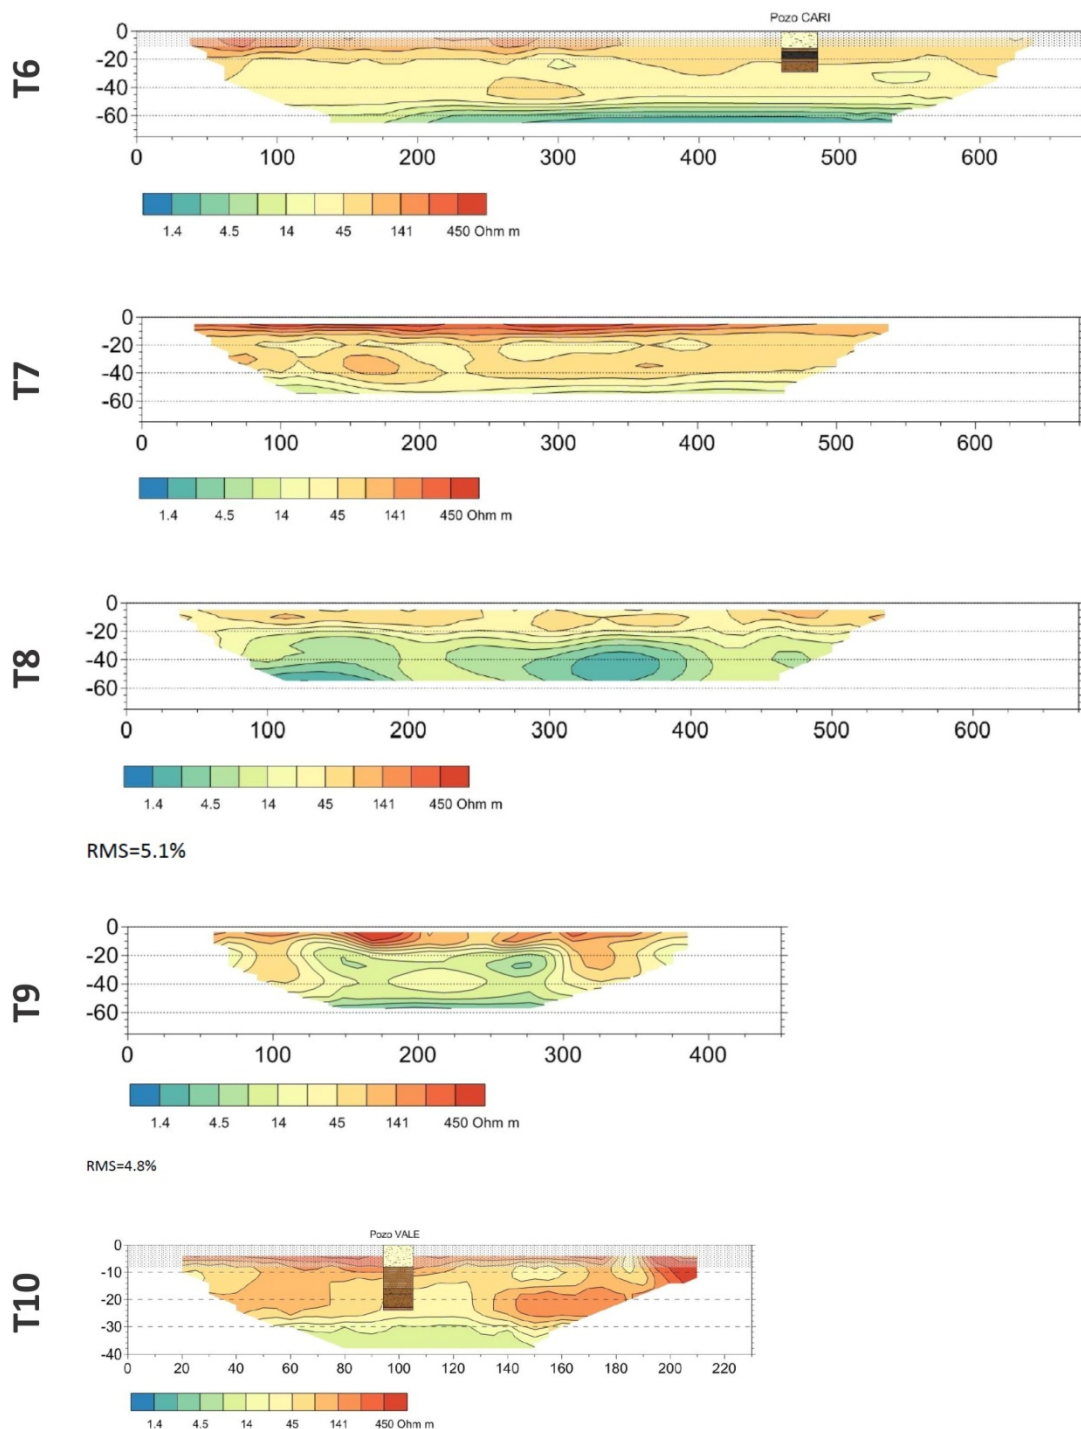 Pozo CARI
T6
0
-20
-40
-60
0 100 200 300 400 500 600
1.4 4.5 14 45 141 450 Ohm m
T7
0
-20
-40
-60
0 100 200 300 400 500 600
1.4 4.5 14 45 141 450 Ohm m
T8
0
-20
-40
-60
0 100 200 300 400 500 600
1.4 4.5 14 45 141 450 Ohm m
RMS=5.1%
T9
0
-20
-40
-60
0 100 200 300 400
1.4 4.5 14 45 141 450 Ohm m
RMS=4.8%
Pozo VALE
T10
0
-10
-20
-30
-40
0 20 40 60 80 100 120 140 160 180 200 220
1.4 4.5 14 45 141 450 Ohm m